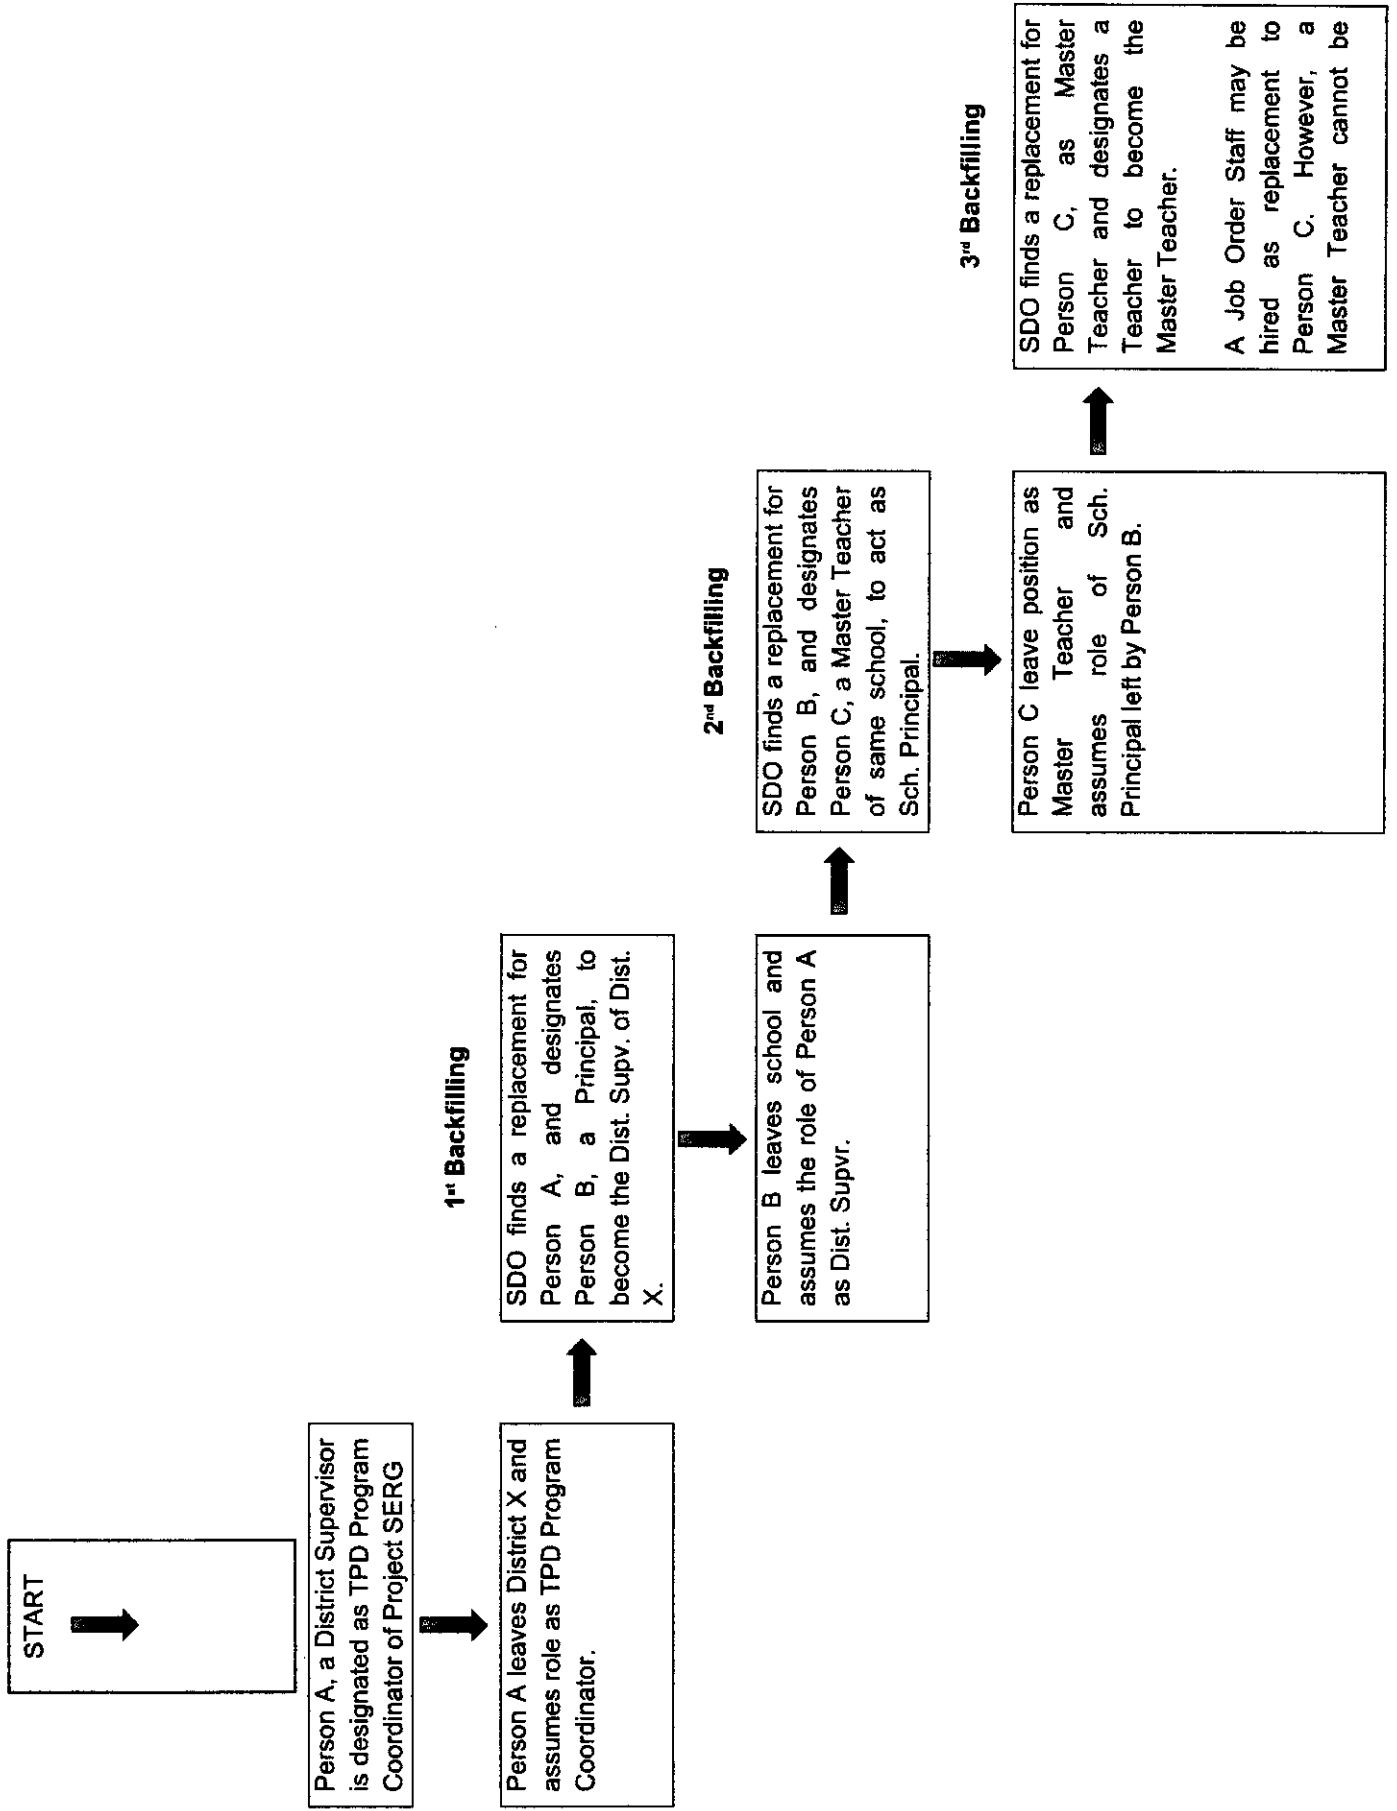 START
Person A, a District Supervisor
is designated as TPD Program
Coordinator of Project SERG
Person A leaves District X and
assumes role as TPD Program
Coordinator.
1st Backfilling
SDO finds a replacement for
Person A, and designates
Person B, a Principal, to
become the Dist. Supv. of Dist.
X.
Person B leaves school and
assumes the role of Person A
as Dist. Supvr.
2nd Backfilling
SDO finds a replacement for
Person B, and designates
Person C, a Master Teacher
of same school, to act as
Sch. Principal.
Person C leave position as
Master Teacher and
assumes role of Sch.
Principal left by Person B.
3rd Backfilling
SDO finds a replacement for
Person C, as Master
Teacher and designates a
Teacher to become the
Master Teacher.
A Job Order Staff may be
hired as replacement to
Person C. However, a
Master Teacher cannot be